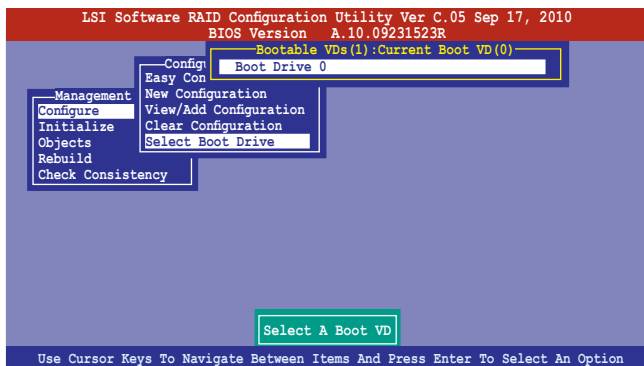 LSI Software RAID Configuration Utility Ver C.05 Sep 17, 2010
BIOS Version A.10.09231523R
Bootable VDs(1):Current Boot VD(0)
Boot Drive 0
Configu
Easy Con
New Configuration
View/Add Configuration
Clear Configuration
Select Boot Drive
Management
Configure
Initialize
Objects
Rebuild
Check Consistency
Select A Boot VD
Use Cursor Keys To Navigate Between Items And Press Enter To Select An Option